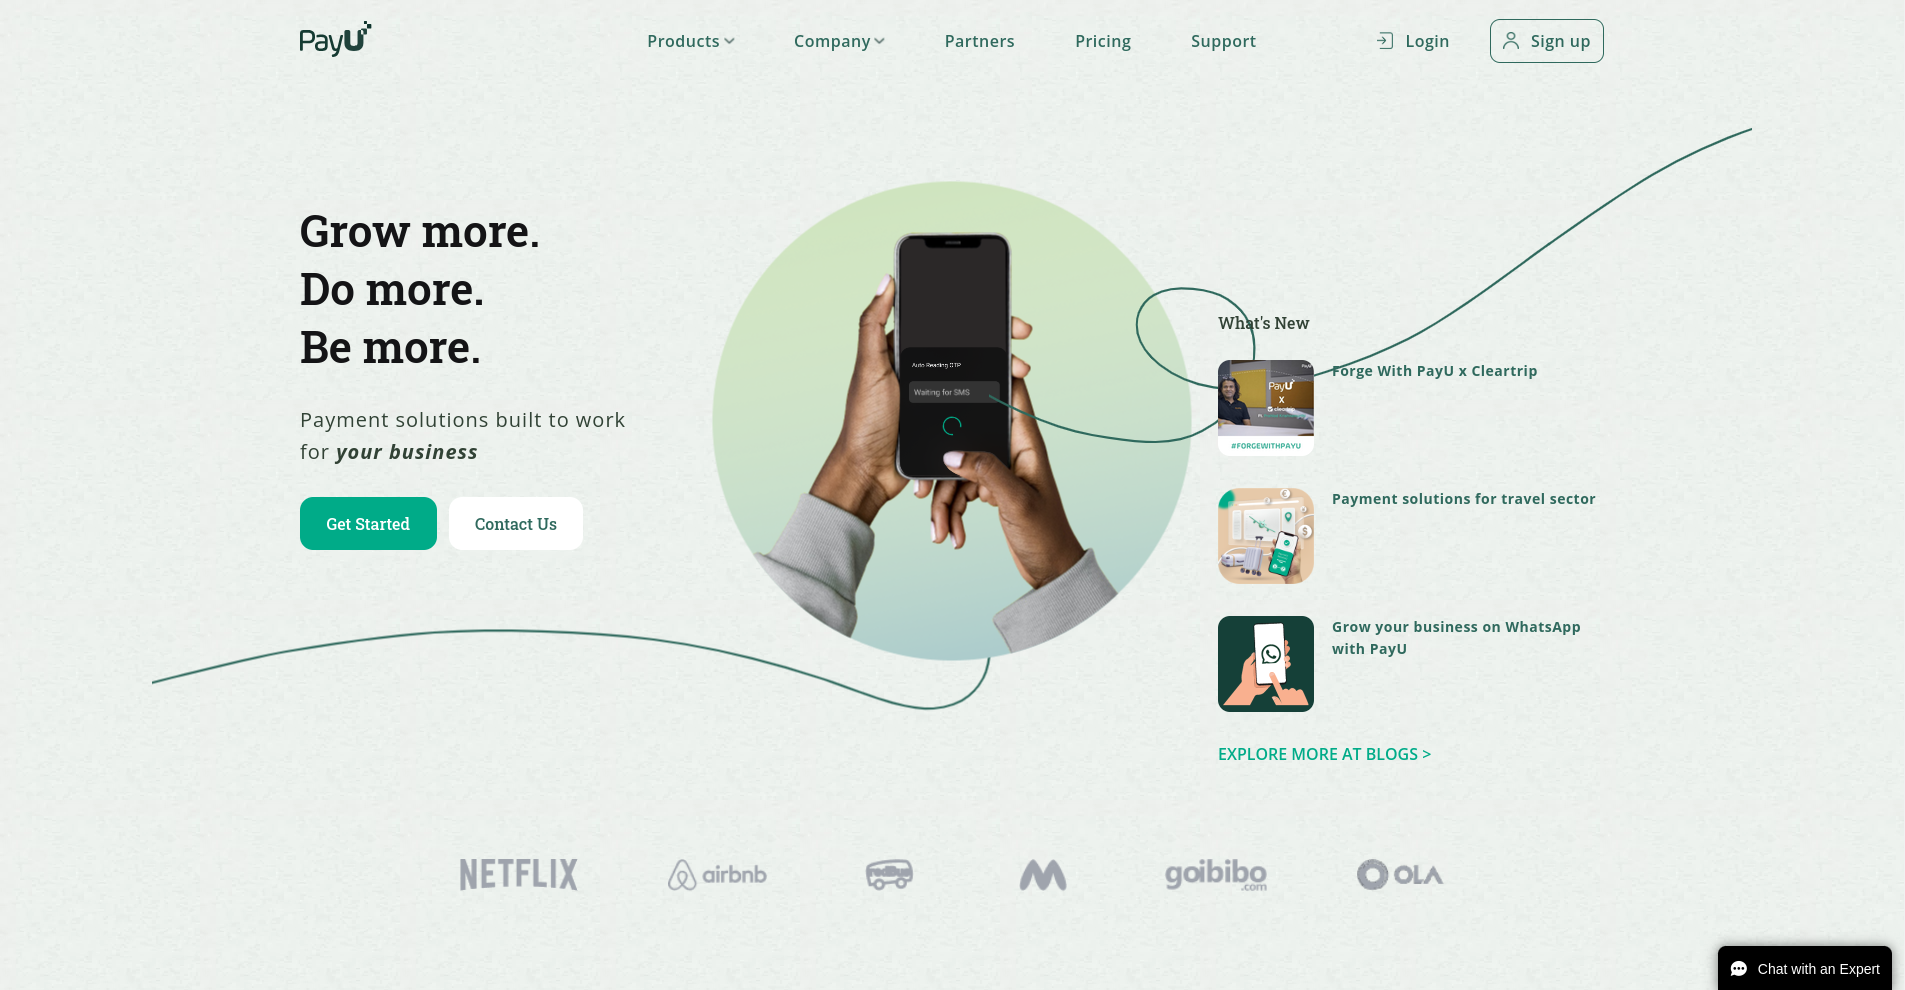 PayU
Products
Company
Partners
Pricing
Support
Login
Sign up
Grow more.
Do more.
Be more.
Payment solutions built to work
for your business
Get Started
Contact Us
Auto Reading OTP
Waiting for SMS
What's New
PayU
x
cleartrip
#FORGEWITHPAYU
Forge With PayU x Cleartrip
Payment solutions for travel sector
Grow your business on WhatsApp
with PayU
EXPLORE MORE AT BLOGS >
NETFLIX
airbnb
redBus
goibibo
.com
OLA
Chat with an Expert